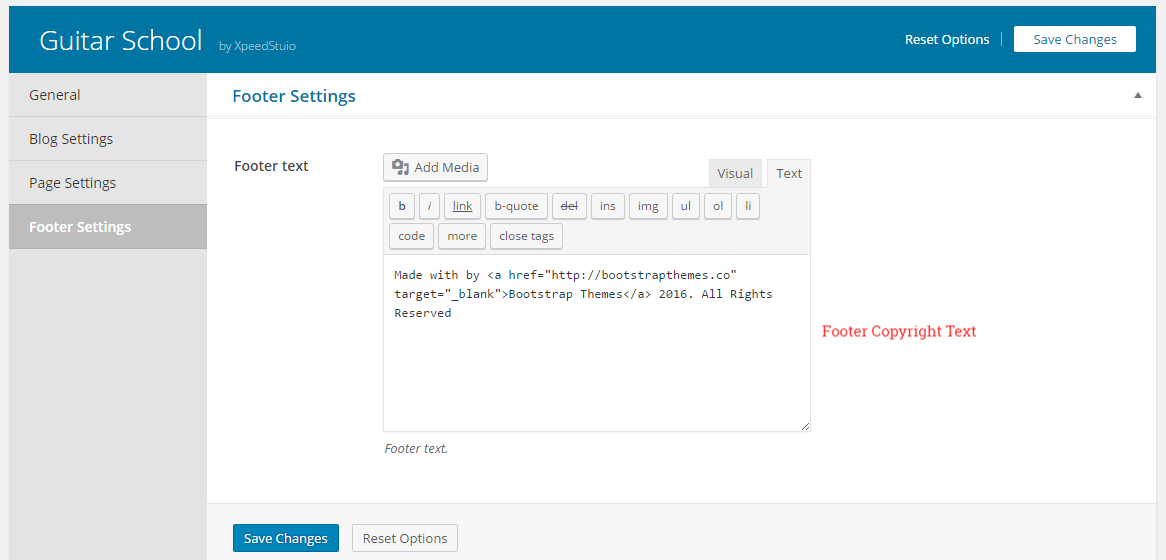 Guitar School by XpeedStuio
Reset Options
Save Changes
General
Blog Settings
Page Settings
Footer Settings
Footer Settings
Footer text
Add Media
Visual Text
b i link b-quote del ins img ul ol li
code more close tags
Made with by <a href="http://bootstrapthemes.co"
target="_blank">Bootstrap Themes</a> 2016. All Rights
Reserved
Footer Copyright Text
Footer text.
Save Changes Reset Options